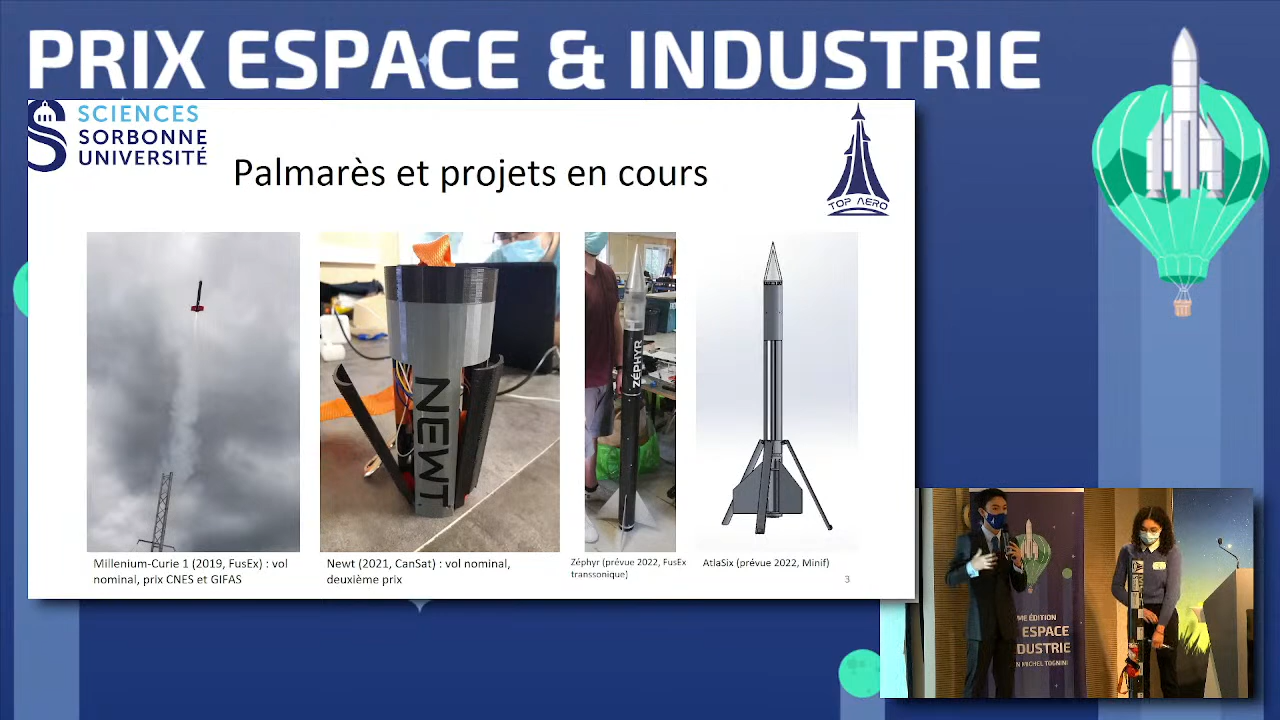 PRIX ESPACE & INDUSTRIE
SCIENCES
SORBONNE
UNIVERSITÉ
Palmarès et projets en cours
TOP AERO
NEWT
ZÉPHYR
Millenium-Curie 1 (2019, FusEx) : vol
nominal, prix CNES et GIFAS
Newt (2021, CanSat) : vol nominal,
deuxième prix
Zéphyr (prévue 2022, FusEx
transsonique)
AtlaSix (prévue 2022, Minif)
3
ME ÉDITION
ESPACE
DUSTRIE
N MICHEL TOGNINI